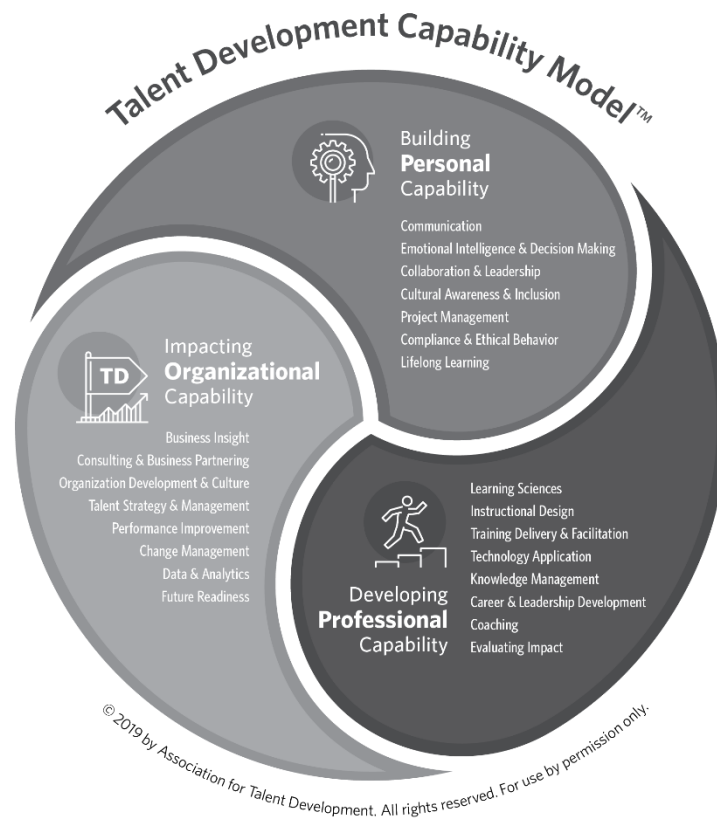 Talent Development Capability Model™
Building
Personal
Capability
Communication
Emotional Intelligence & Decision Making
Collaboration & Leadership
Cultural Awareness & Inclusion
Project Management
Compliance & Ethical Behavior
Lifelong Learning
TD
Impacting
Organizational
Capability
Business Insight
Consulting & Business Partnering
Organization Development & Culture
Talent Strategy & Management
Performance Improvement
Change Management
Data & Analytics
Future Readiness
Developing
Professional
Capability
Learning Sciences
Instructional Design
Training Delivery & Facilitation
Technology Application
Knowledge Management
Career & Leadership Development
Coaching
Evaluating Impact
© 2019 by Association for Talent Development. All rights reserved. For use by permission only.